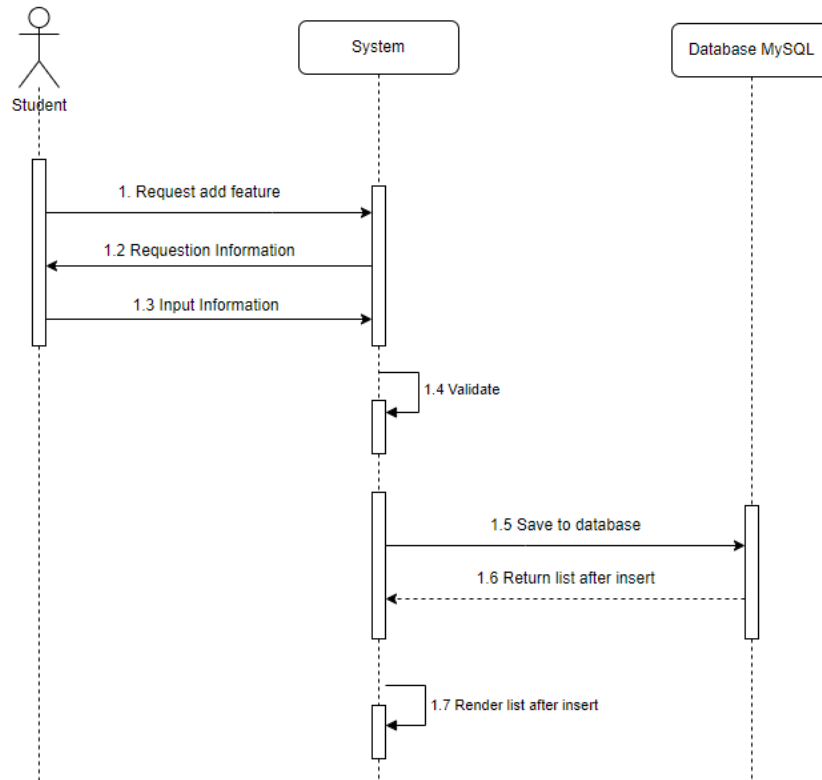 Student
System
Database MySQL
1. Request add feature
1.2 Requestion Information
1.3 Input Information
1.4 Validate
1.5 Save to database
1.6 Return list after insert
1.7 Render list after insert